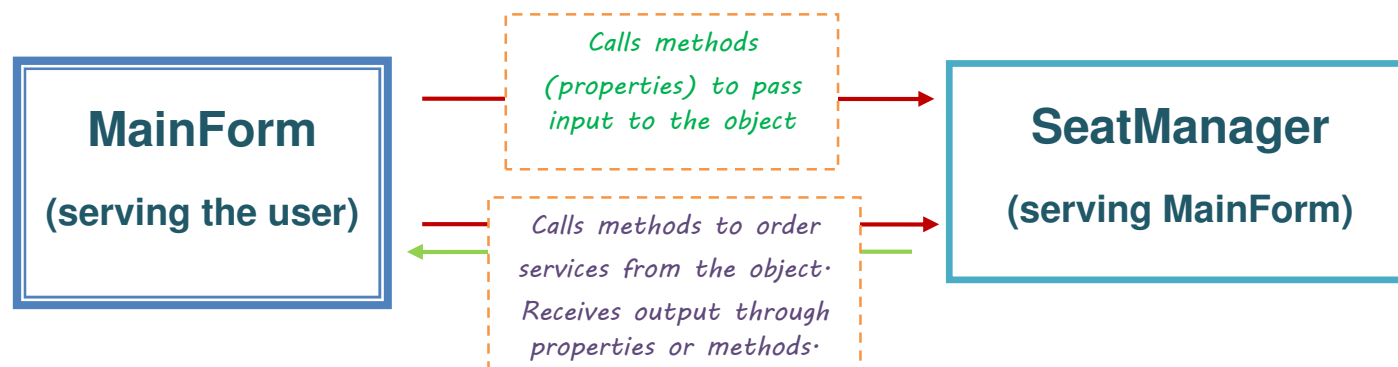 MainForm
(serving the user)
Calls methods
(properties) to pass
input to the object
Calls methods to order
services from the object.
Receives output through
properties or methods.
SeatManager
(serving MainForm)